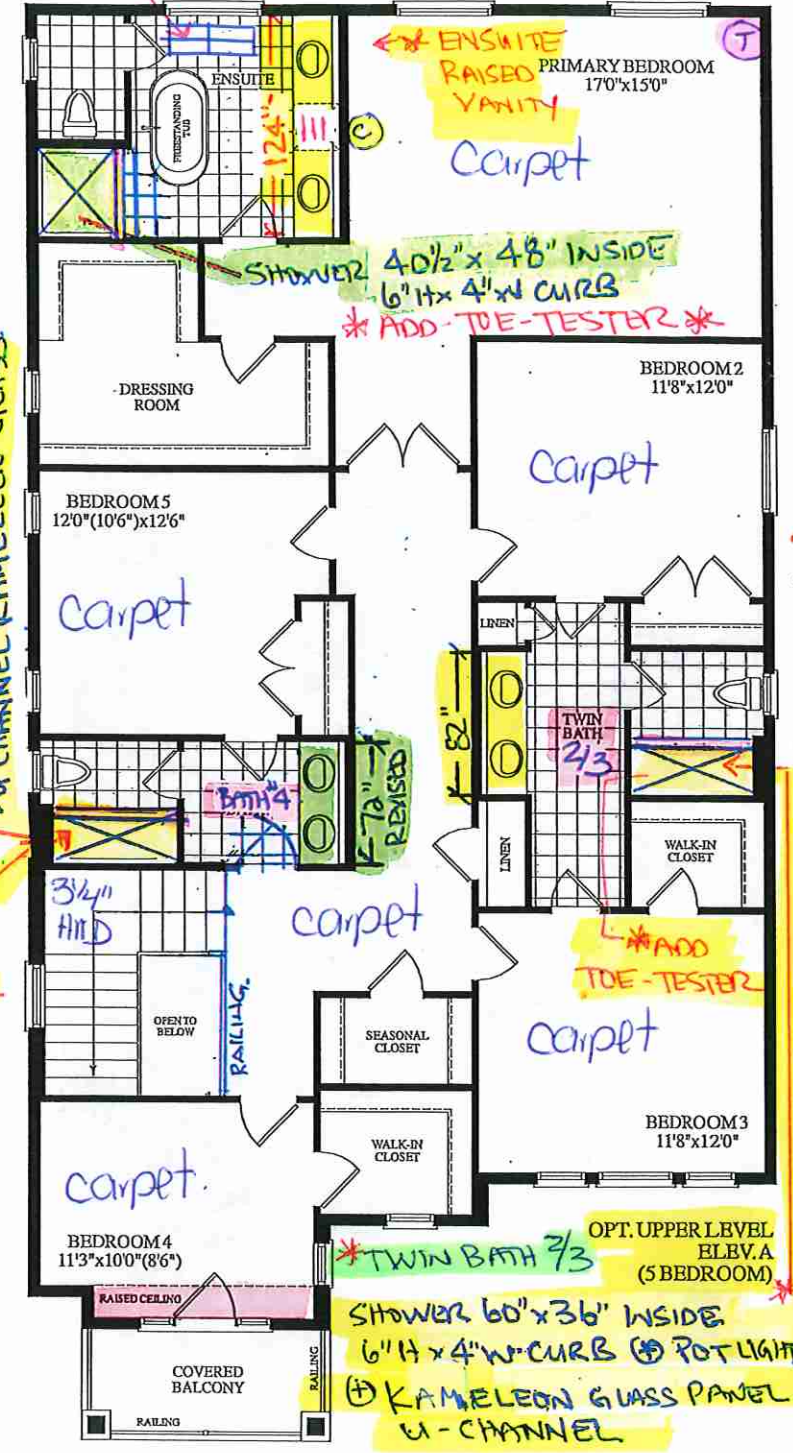 ENSUITE
FREESTANDING
TUB
124"
C
T
* ENSUITE
RAISED
VANITY
PRIMARY BEDROOM
17'0"x15'0"
Carpet
SHOWER 40½" x 48" INSIDE
6" H x 4" W CURB
* ADD-TOE-TESTER *
DRESSING
ROOM
BEDROOM 2
11'8"x12'0"
Carpet
BEDROOM 5
12'0"(10'6")x12'6"
Carpet
LINEN
82"
TWIN
BATH
2/3
BATH #4
72"
REVISED
LINEN
WALK-IN
CLOSET
3¼"
HWD
carpet
* ADD
TOE-TESTER
OPEN TO
BELOW
RAILING.
SEASONAL
CLOSET
Carpet
BEDROOM 3
11'8"x12'0"
WALK-IN
CLOSET
carpet.
BEDROOM 4
11'3"x10'0"(8'6")
RAISED CEILING
COVERED
BALCONY
RAILING
RAILING
* TWIN BATH 2/3
OPT. UPPER LEVEL
ELEV. A
(5 BEDROOM)
SHOWER 60" x 36" INSIDE
6" H x 4" W CURB ⊕ POT LIGHT
⊕ KAMELEON GLASS PANEL
U-CHANNEL